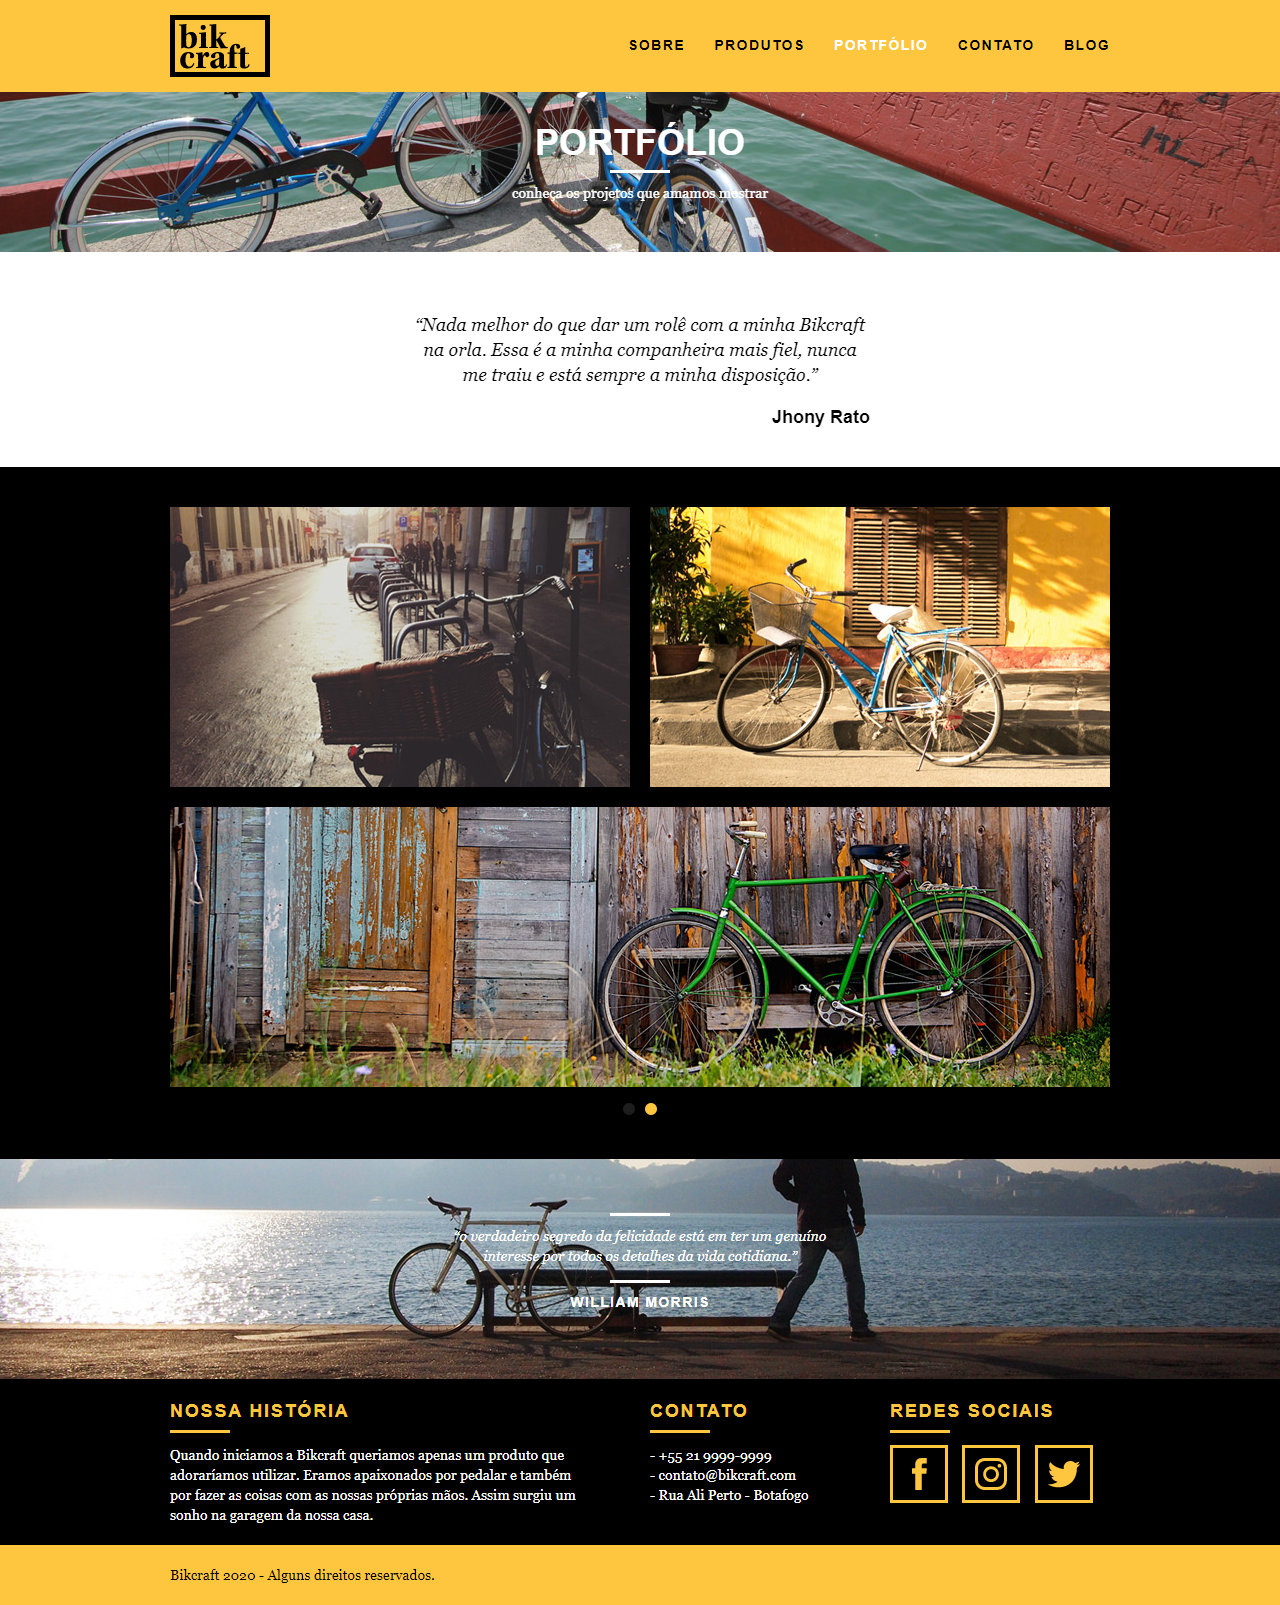 bik
craft
SOBRE PRODUTOS PORTFÓLIO CONTATO BLOG
PORTFÓLIO
conheça os projetos que amamos mostrar
“Nada melhor do que dar um rolê com a minha Bikcraft
na orla. Essa é a minha companheira mais fiel, nunca
me traiu e está sempre a minha disposição.”
Jhony Rato
“o verdadeiro segredo da felicidade está em ter um genuíno
interesse por todos os detalhes da vida cotidiana.”
WILLIAM MORRIS
NOSSA HISTÓRIA
Quando iniciamos a Bikcraft queriamos apenas um produto que
adoraríamos utilizar. Eramos apaixonados por pedalar e também
por fazer as coisas com as nossas próprias mãos. Assim surgiu um
sonho na garagem da nossa casa.
CONTATO
- +55 21 9999-9999
- contato@bikcraft.com
- Rua Ali Perto - Botafogo
REDES SOCIAIS
Bikcraft 2020 - Alguns direitos reservados.